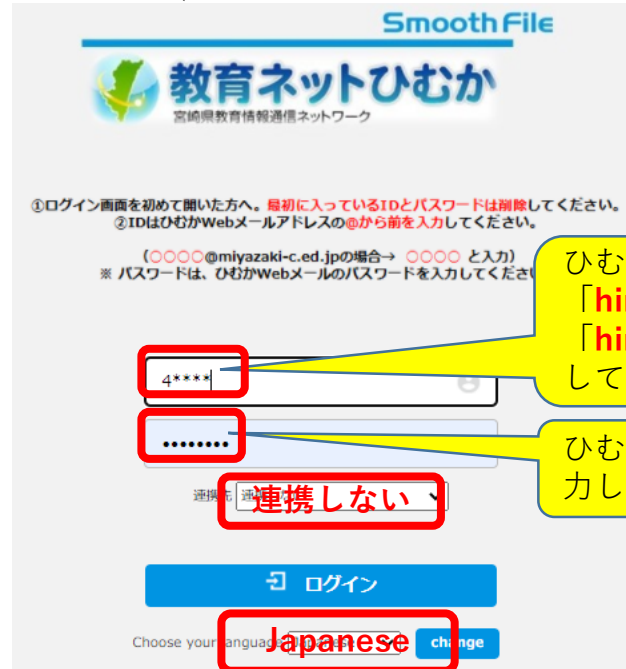 Smooth File
教育ネットひむか
宮崎県教育情報通信ネットワーク
①ログイン画面を初めて開いた方へ。最初に入っているIDとパスワードは削除してください。
②IDはひむかWebメールアドレスの@から前を入力してください。
(○○○○@miyazaki-c.ed.jpの場合→ ○○○○ と入力)
※ パスワードは、ひむかWebメールのパスワードを入力してくださ
ひむ
「hi
「hi
して
4****
••••••••
ひむ
力し
連携
連携しない
ログイン
Choose your language
Japanese
change